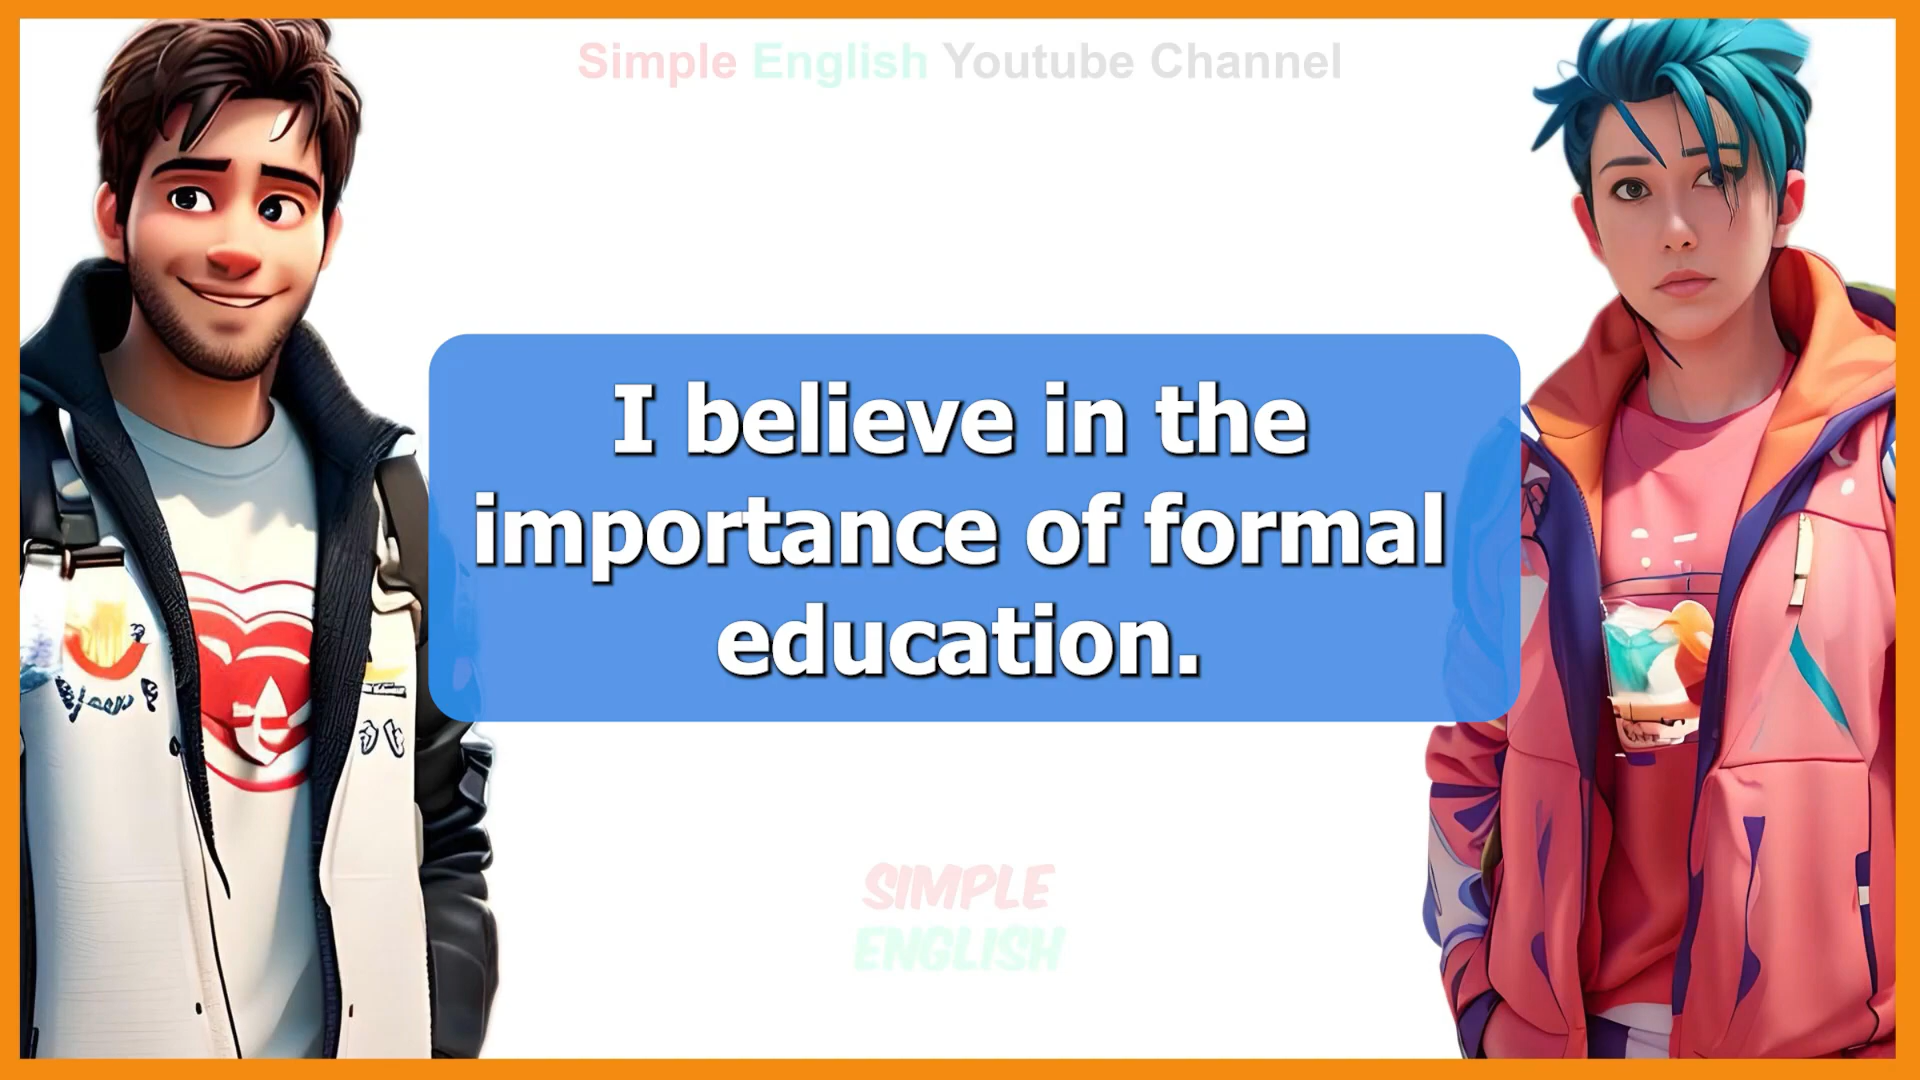 Simple English Youtube Channel
I believe in the
importance of formal
education.
SIMPLE
ENGLISH